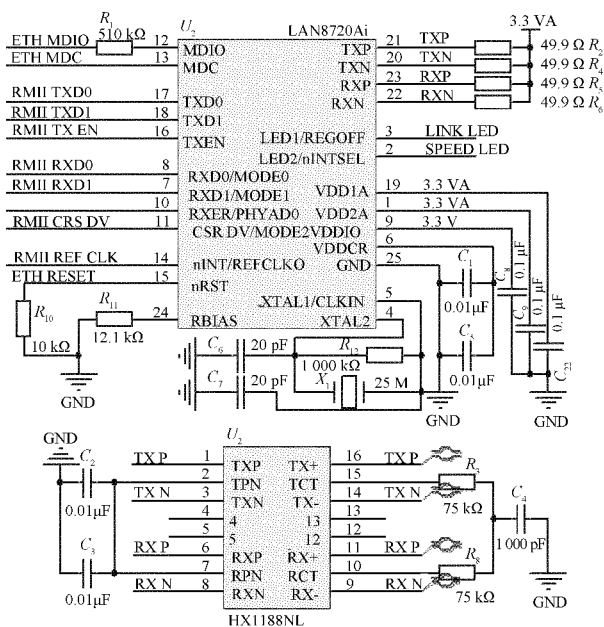 U2 LAN8720Ai
3.3 VA
R1
510 kΩ
ETH MDIO 12 MDIO
ETH MDC 13 MDC
RMII TXD0 17 TXD0
RMII TXD1 18 TXD1
RMII TX EN 16 TXEN
RMII RXD0 8 RXD0/MODE0
RMII RXD1 7 RXD1/MODE1
10 RXER/PHYAD0
RMII CRS DV 11 CSR DV/MODE2
RMII REF CLK 14 nINT/REFCLKO
ETH RESET 15 nRST
24 RBIAS
R10
10 kΩ
R11
12.1 kΩ
GND
TXP 21 TXP 49.9 Ω R2
TXN 20 TXN 49.9 Ω R4
RXP 23 RXP 49.9 Ω R5
RXN 22 RXN 49.9 Ω R6
LED1/REGOFF 3 LINK LED
LED2/nINTSEL 2 SPEED LED
VDD1A 19 3.3 VA
VDD2A 1 3.3 VA
VDDIO 9 3.3 V
VDDCR 6
GND 25
XTAL1/CLKIN 5
XTAL2 4
C1
0.01μF
C5
0.01μF
C8 0.1 μF
C9 0.1 μF
C22 0.1 μF
C6 20 pF
C7 20 pF
R12
1 000 kΩ
X1 25 M
GND
GND
U2
GND
C2
0.01μF
C3
0.01μF
TX P 1 TXP
2 TPN
TX N 3 TXN
4 4
5 5
RX P 6 RXP
7 RPN
RX N 8 RXN
TX+ 16 TX P
TCT 15 R3
TX- 14 TX N
75 kΩ
13 13
12 12
RX+ 11 RX P
RCT 10 R8
RX- 9 RX N
75 kΩ
C4
1 000 pF
GND
HX1188NL